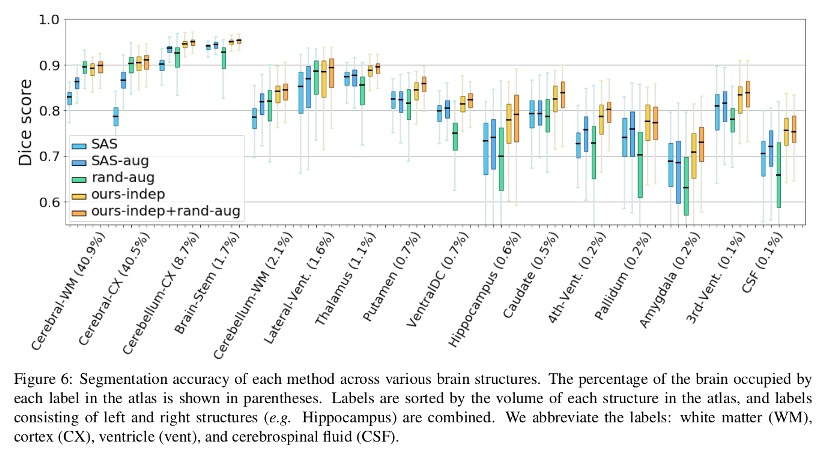 1.0
0.9
0.8
0.7
0.6
Dice score
SAS
SAS-aug
rand-aug
ours-indep
ours-indep+rand-aug
Cerebral-WM (40.9%)
Cerebral-CX (40.5%)
Cerebellum-CX (8.7%)
Brain-Stem (1.7%)
Cerebellum-WM (2.1%)
Lateral-Vent. (1.6%)
Thalamus (1.1%)
Putamen (0.7%)
VentralDC (0.7%)
Hippocampus (0.6%)
Caudate (0.5%)
4th-Vent. (0.2%)
Pallidum (0.2%)
Amygdala (0.2%)
3rd-Vent. (0.1%)
CSF (0.1%)
Figure 6: Segmentation accuracy of each method across various brain structures. The percentage of the brain occupied by
each label in the atlas is shown in parentheses. Labels are sorted by the volume of each structure in the atlas, and labels
consisting of left and right structures (e.g. Hippocampus) are combined. We abbreviate the labels: white matter (WM),
cortex (CX), ventricle (vent), and cerebrospinal fluid (CSF).